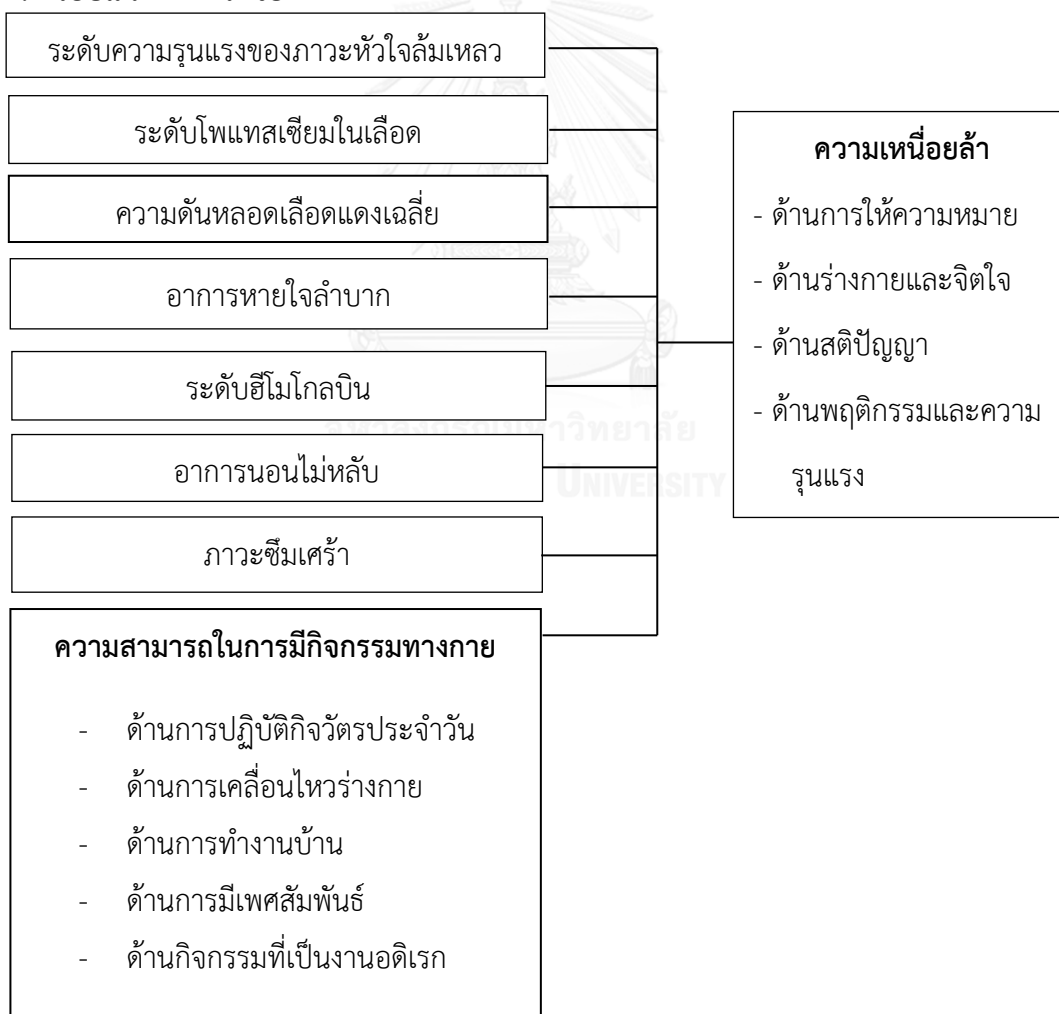 ระดับความรุนแรงของภาวะหัวใจล้มเหลว
ระดับโพแทสเซียมในเลือด
ความดันหลอดเลือดแดงเฉลี่ย
อาการหายใจลำบาก
ระดับฮีโมโกลบิน
อาการนอนไม่หลับ
ภาวะซึมเศร้า
ความสามารถในการมีกิจกรรมทางกาย
- ด้านการปฏิบัติกิจวัตรประจำวัน
- ด้านการเคลื่อนไหวร่างกาย
- ด้านการทำงานบ้าน
- ด้านการมีเพศสัมพันธ์
- ด้านกิจกรรมที่เป็นงานอดิเรก
ความเหนื่อยล้า
- ด้านการให้ความหมาย
- ด้านร่างกายและจิตใจ
- ด้านสติปัญญา
- ด้านพฤติกรรมและความ
รุนแรง
UNIVERSITY